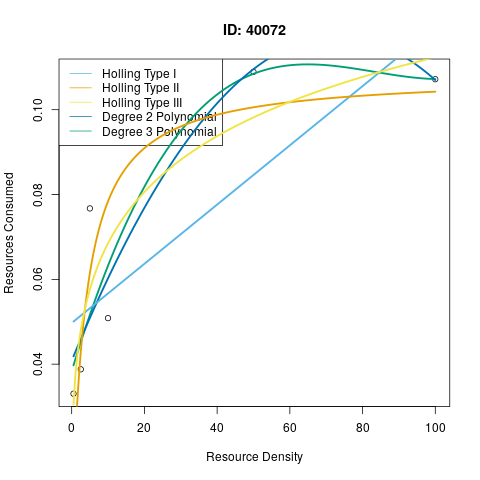 ID: 40072
Holling Type I
Holling Type II
Holling Type III
Degree 2 Polynomial
Degree 3 Polynomial
Resources Consumed
0.04 0.06 0.08 0.10
0 20 40 60 80 100
Resource Density